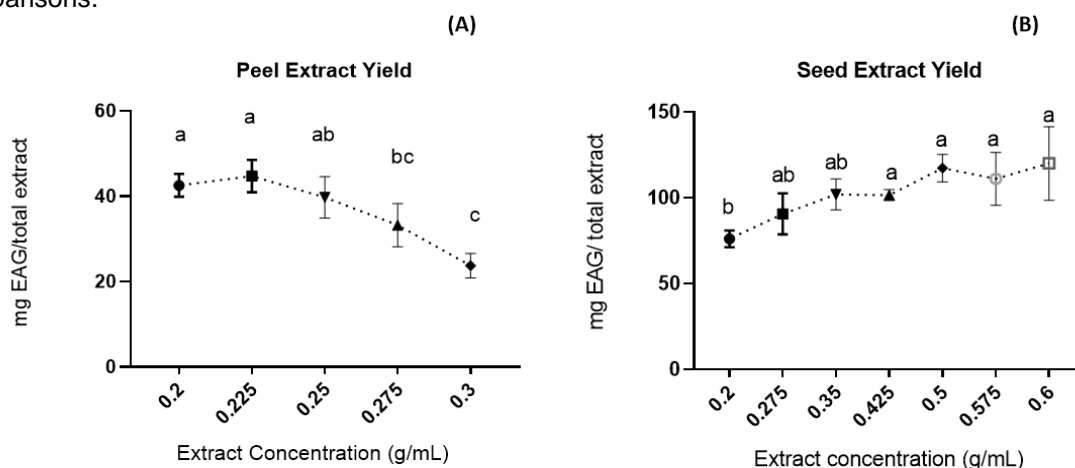 parisons.
(A)
Peel Extract Yield
mg EAG/total extract
60
40
20
0
a
a
ab
bc
c
0.2
0.225
0.25
0.275
0.3
Extract Concentration (g/mL)
(B)
Seed Extract Yield
mg EAG/ total extract
150
100
50
0
b
ab
ab
a
a
a
a
0.2
0.275
0.35
0.425
0.5
0.575
0.6
Extract concentration (g/mL)